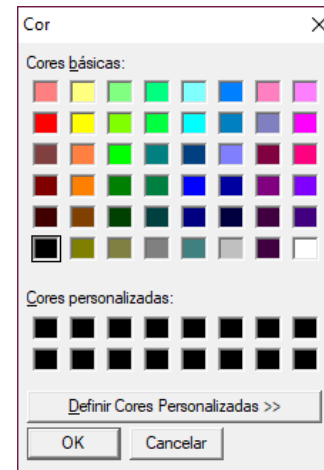 Cor
Cores básicas:
Cores personalizadas:
Definir Cores Personalizadas >>
OK Cancelar